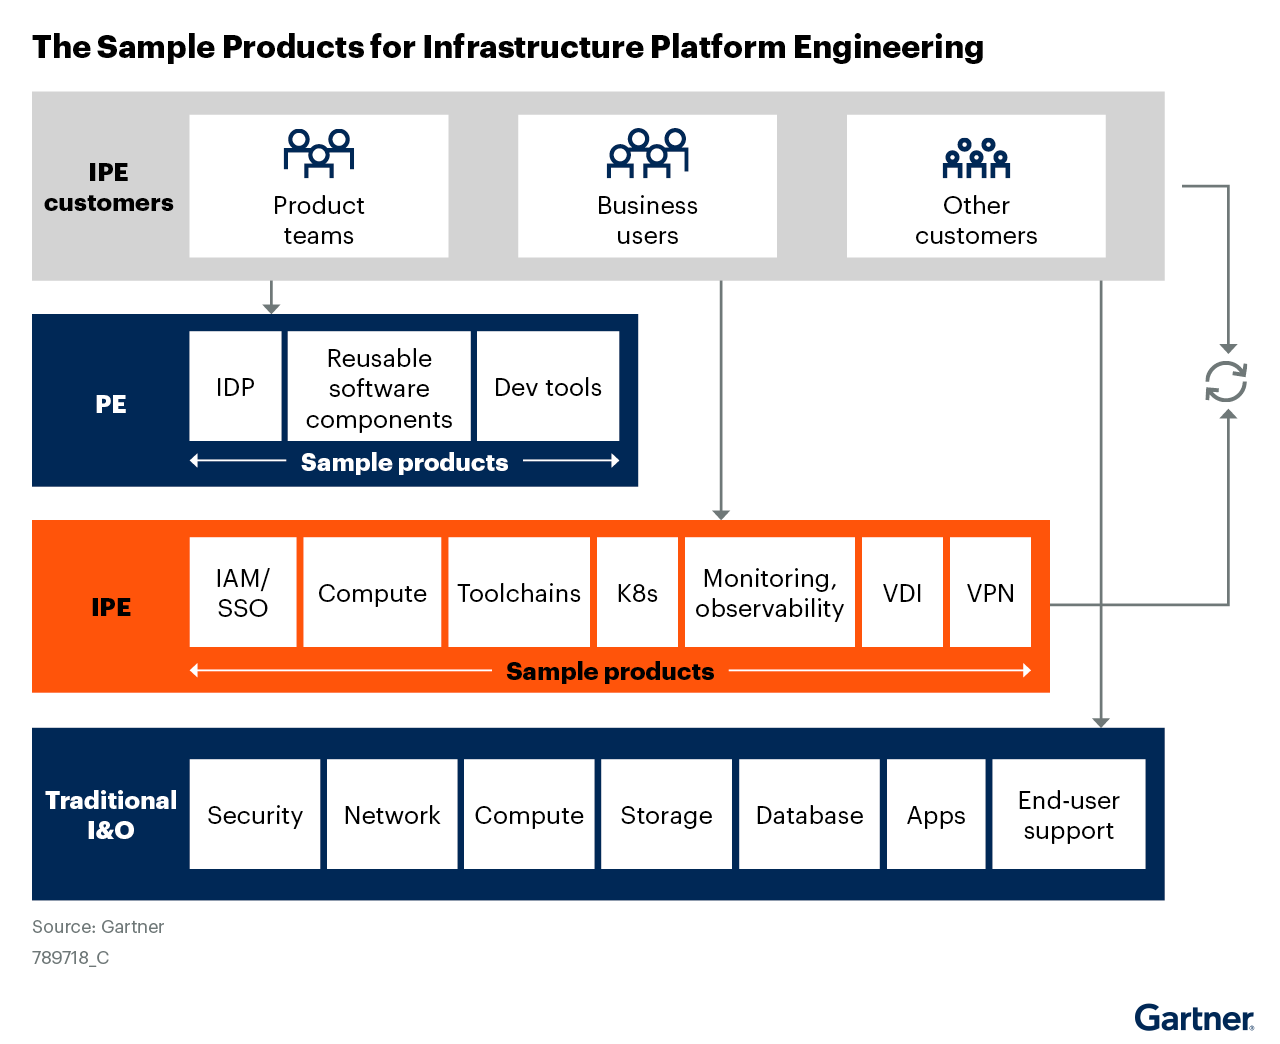 The Sample Products for Infrastructure Platform Engineering
IPE
customers
Product
teams
Business
users
Other
customers
PE
IDP
Reusable
software
components
Dev tools
Sample products
IPE
IAM/
SSO
Compute
Toolchains
K8s
Monitoring,
observability
VDI
VPN
Sample products
Traditional
I&O
Security
Network
Compute
Storage
Database
Apps
End-user
support
Source: Gartner
789718_C
Gartner®